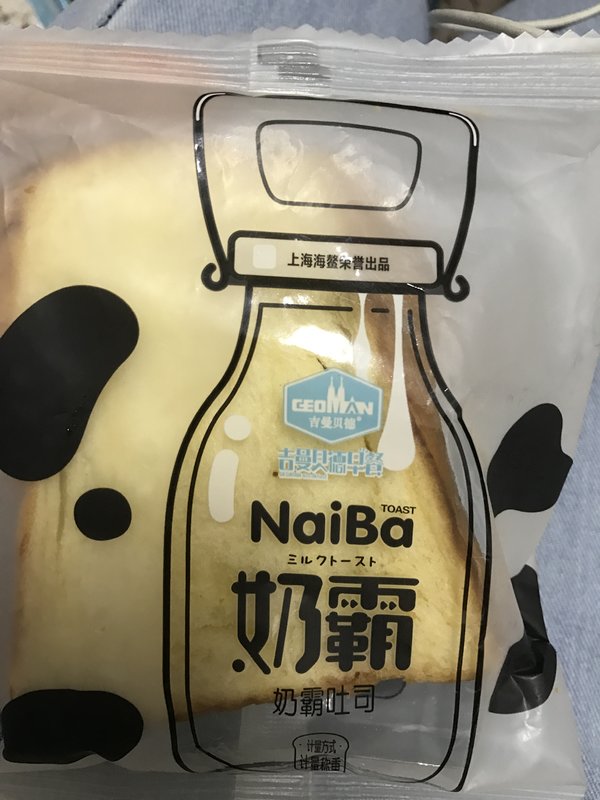 上海海鳌荣誉出品
GEOMAN
吉曼贝德®
吉曼贝德早餐
NaiBa
TOAST
ミルクトースト
奶霸
奶霸吐司
·计量方式·
计量称重